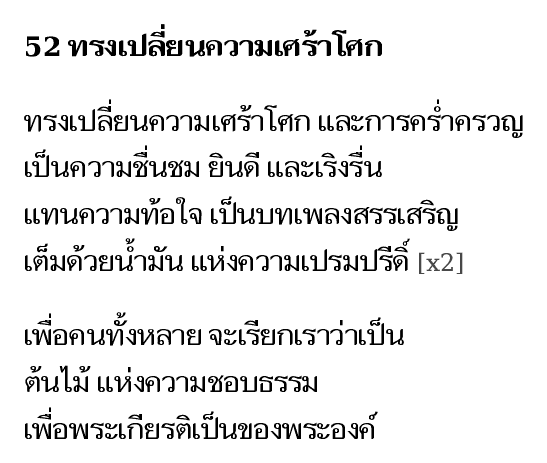 52 ทรงเปลี่ยนความเศร้าโศก
ทรงเปลี่ยนความเศร้าโศก และการคร่ำครวญ
เป็นความชื่นชม ยินดี และเริงรื่น
แทนความท้อใจ เป็นบทเพลงสรรเสริญ
เต็มด้วยน้ำมัน แห่งความเปรมปรีดิ์ [x2]
เพื่อคนทั้งหลาย จะเรียกเราว่าเป็น
ต้นไม้ แห่งความชอบธรรม
เพื่อพระเกียรติเป็นของพระองค์